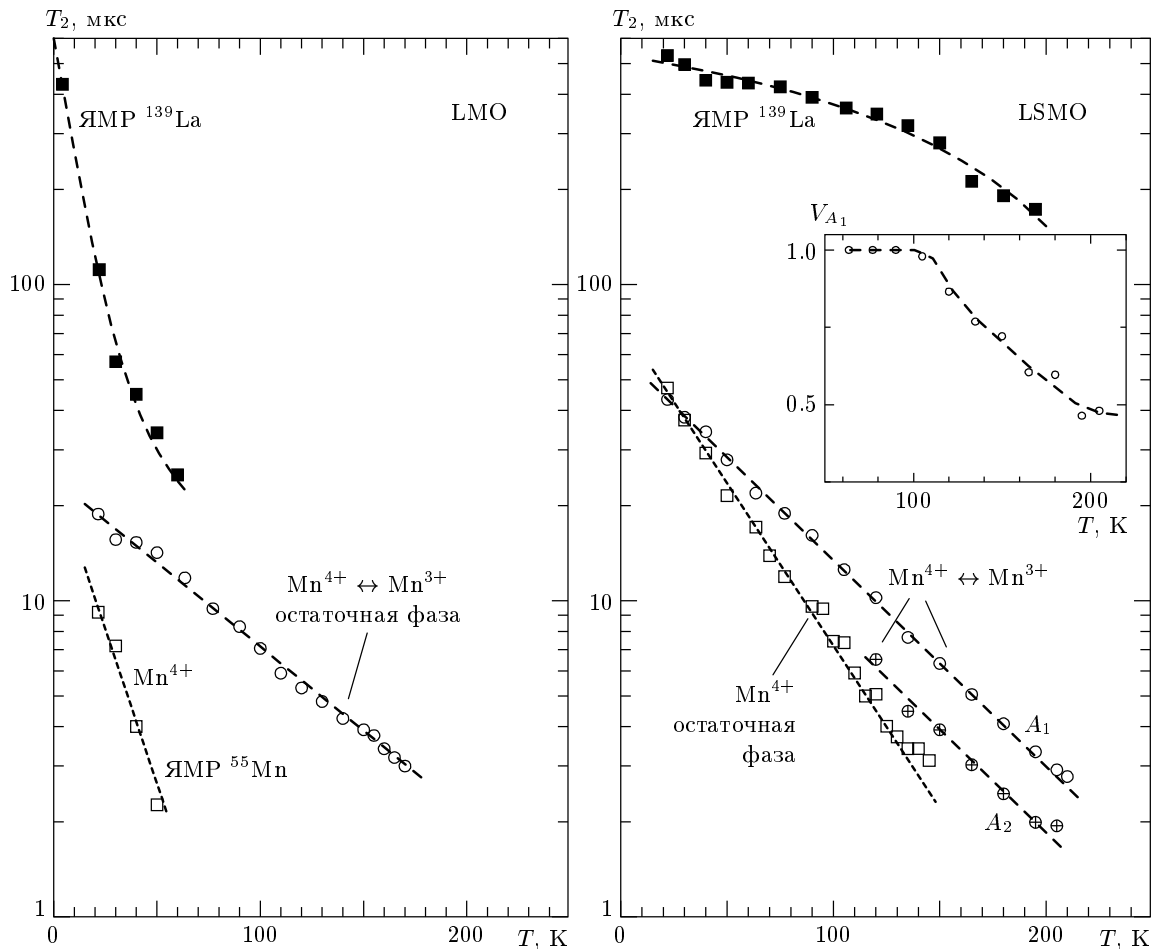 T₂, мкс
ЯМР ¹³⁹La
LMO
100
10
1
Mn⁴⁺ ↔ Mn³⁺
остаточная фаза
Mn⁴⁺
ЯМР ⁵⁵Mn
0
100
200
T, К
T₂, мкс
ЯМР ¹³⁹La
LSMO
100
10
1
V_A₁
1.0
0.5
100
200
T, К
Mn⁴⁺ ↔ Mn³⁺
Mn⁴⁺
остаточная
фаза
A₁
A₂
0
100
200
T, К